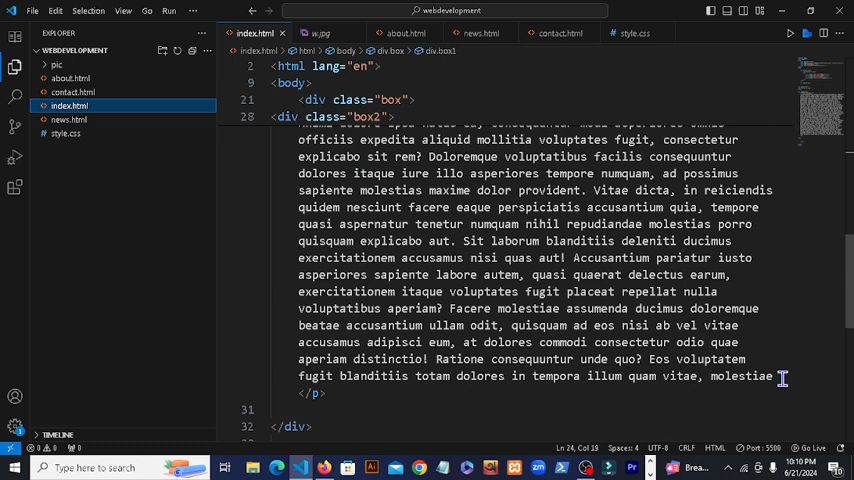 File Edit Selection View Go Run webdevelopment
EXPLORER
index.html
w.jpg
about.html
news.html
contact.html
style.css
WEBDEVELOPMENT
index.html > html > body > div.box > div.box1
pic
about.html
contact.html
index.html
news.html
style.css
2 <html lang="en">
9 <body>
21 <div class="box">
28 <div class="box2">
officiis expedita aliquid mollitia voluptates fugit, consectetur
explicabo sit rem? Doloremque voluptatibus facilis consequuntur
dolores itaque iure illo asperiores tempore numquam, ad possimus
sapiente molestias maxime dolor provident. Vitae dicta, in reiciendis
quidem nesciunt facere eaque perspiciatis accusantium quia, tempore
quasi aspernatur tenetur numquam nihil repudiandae molestias porro
quisquam explicabo aut. Sit laborum blanditiis deleniti ducimus
exercitationem accusamus nisi quas aut! Accusantium pariatur iusto
asperiores sapiente labore autem, quasi quaerat delectus earum,
exercitationem itaque voluptates fugit placeat repellat nulla
voluptatibus aperiam? Facere molestiae assumenda ducimus doloremque
beatae accusantium ullam odit, quisquam ad eos nisi ab vel vitae
accusamus adipisci eum, at dolores commodi consectetur odio quae
aperiam distinctio! Ratione consequuntur unde quo? Eos voluptatem
fugit blanditiis totam dolores in tempora illum quam vitae, molestiae
</p>
31
32 </div>
TIMELINE
0 0 0 Ln 24, Col 19 Spaces: 4 UTF-8 CRLF HTML Port : 5500 Go Live
Type here to search
Brea...
10:10 PM
6/21/2024